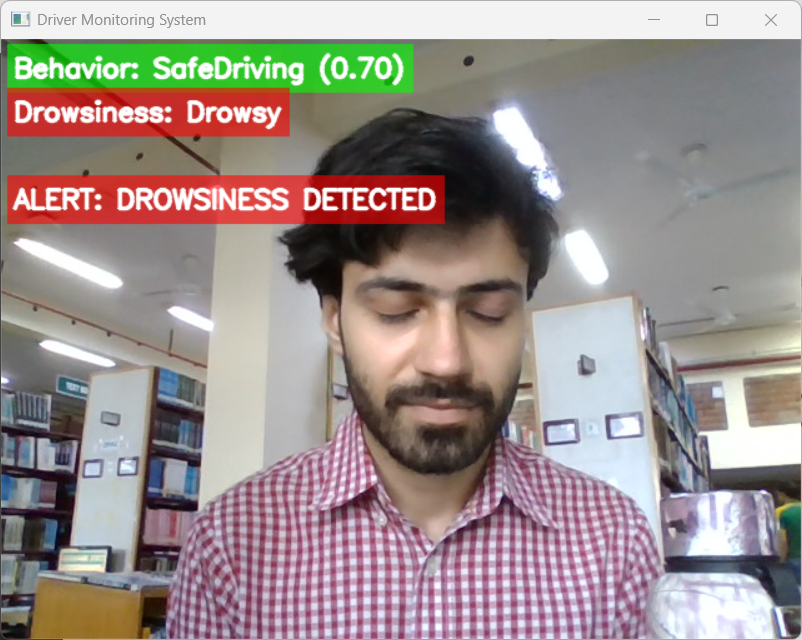 Driver Monitoring System
Behavior: SafeDriving (0.70)
Drowsiness: Drowsy
ALERT: DROWSINESS DETECTED